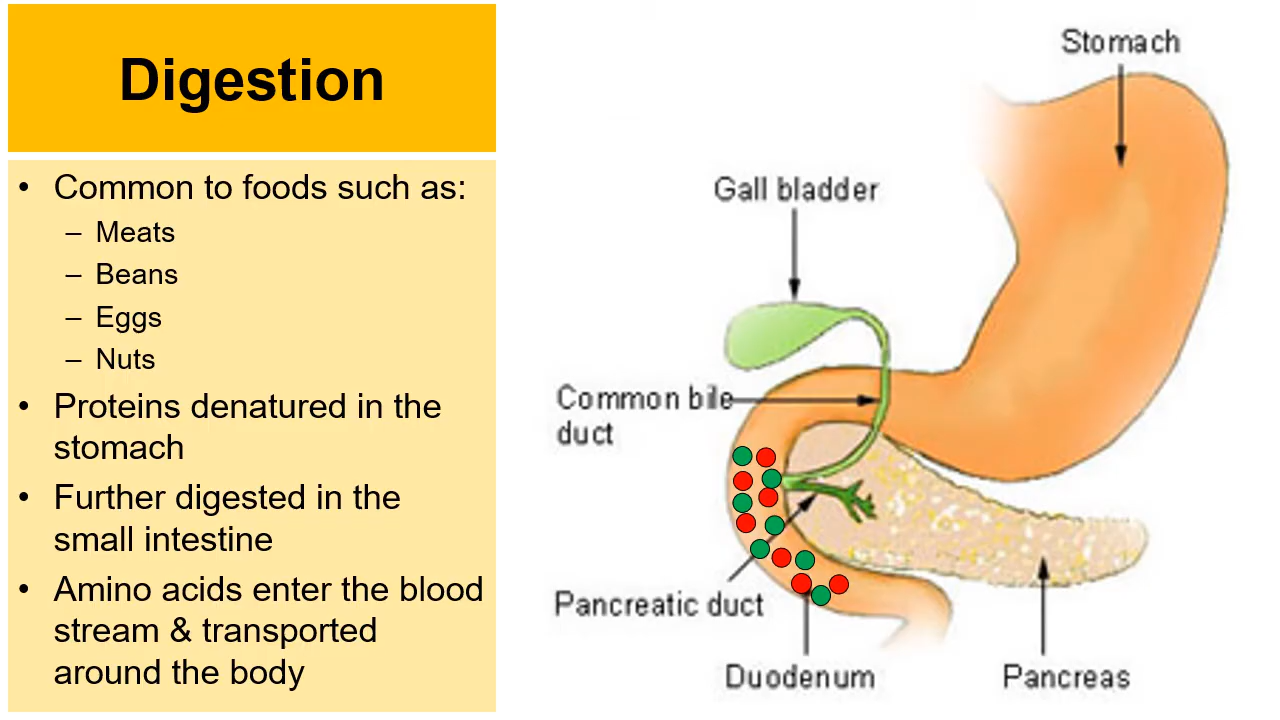 Digestion
• Common to foods such as:
– Meats
– Beans
– Eggs
– Nuts
• Proteins denatured in the
stomach
• Further digested in the
small intestine
• Amino acids enter the blood
stream & transported
around the body
Stomach
Gall bladder
Common bile
duct
Pancreatic duct
Duodenum
Pancreas